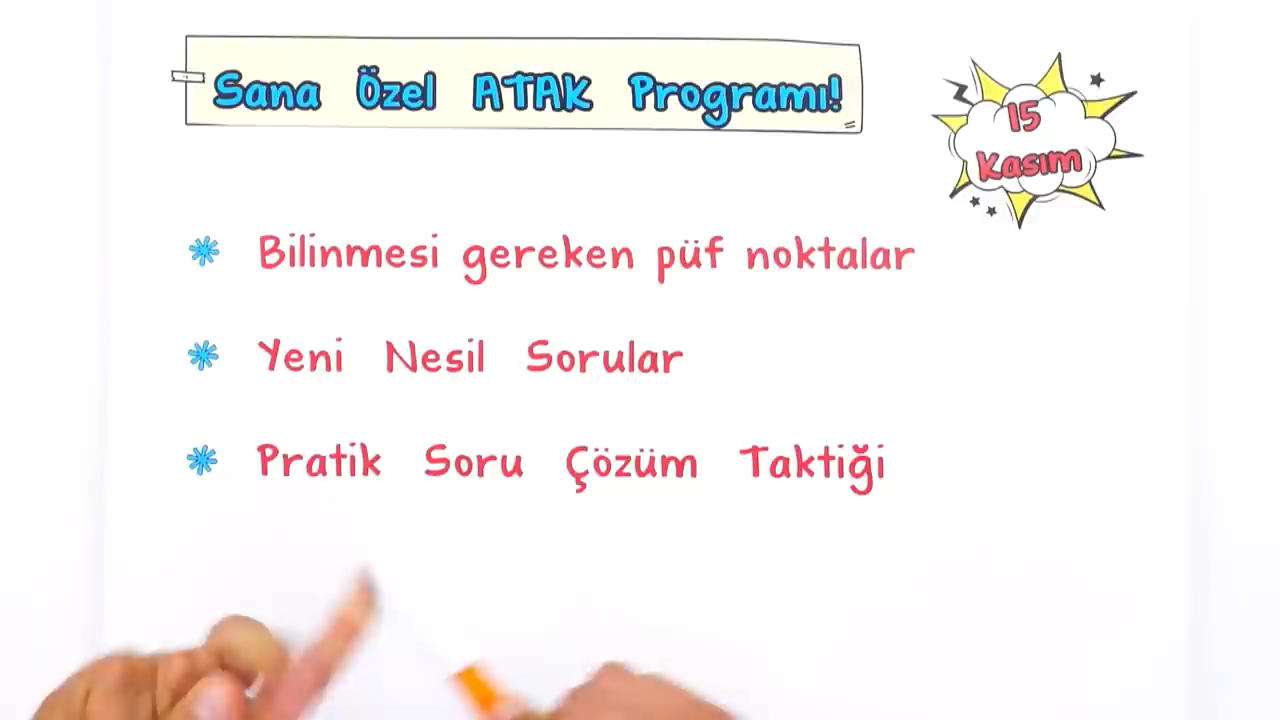 Sana Özel ATAK Programı!
15
Kasım
Bilinmesi gereken püf noktalar
Yeni Nesil Sorular
Pratik Soru Çözüm Taktiği